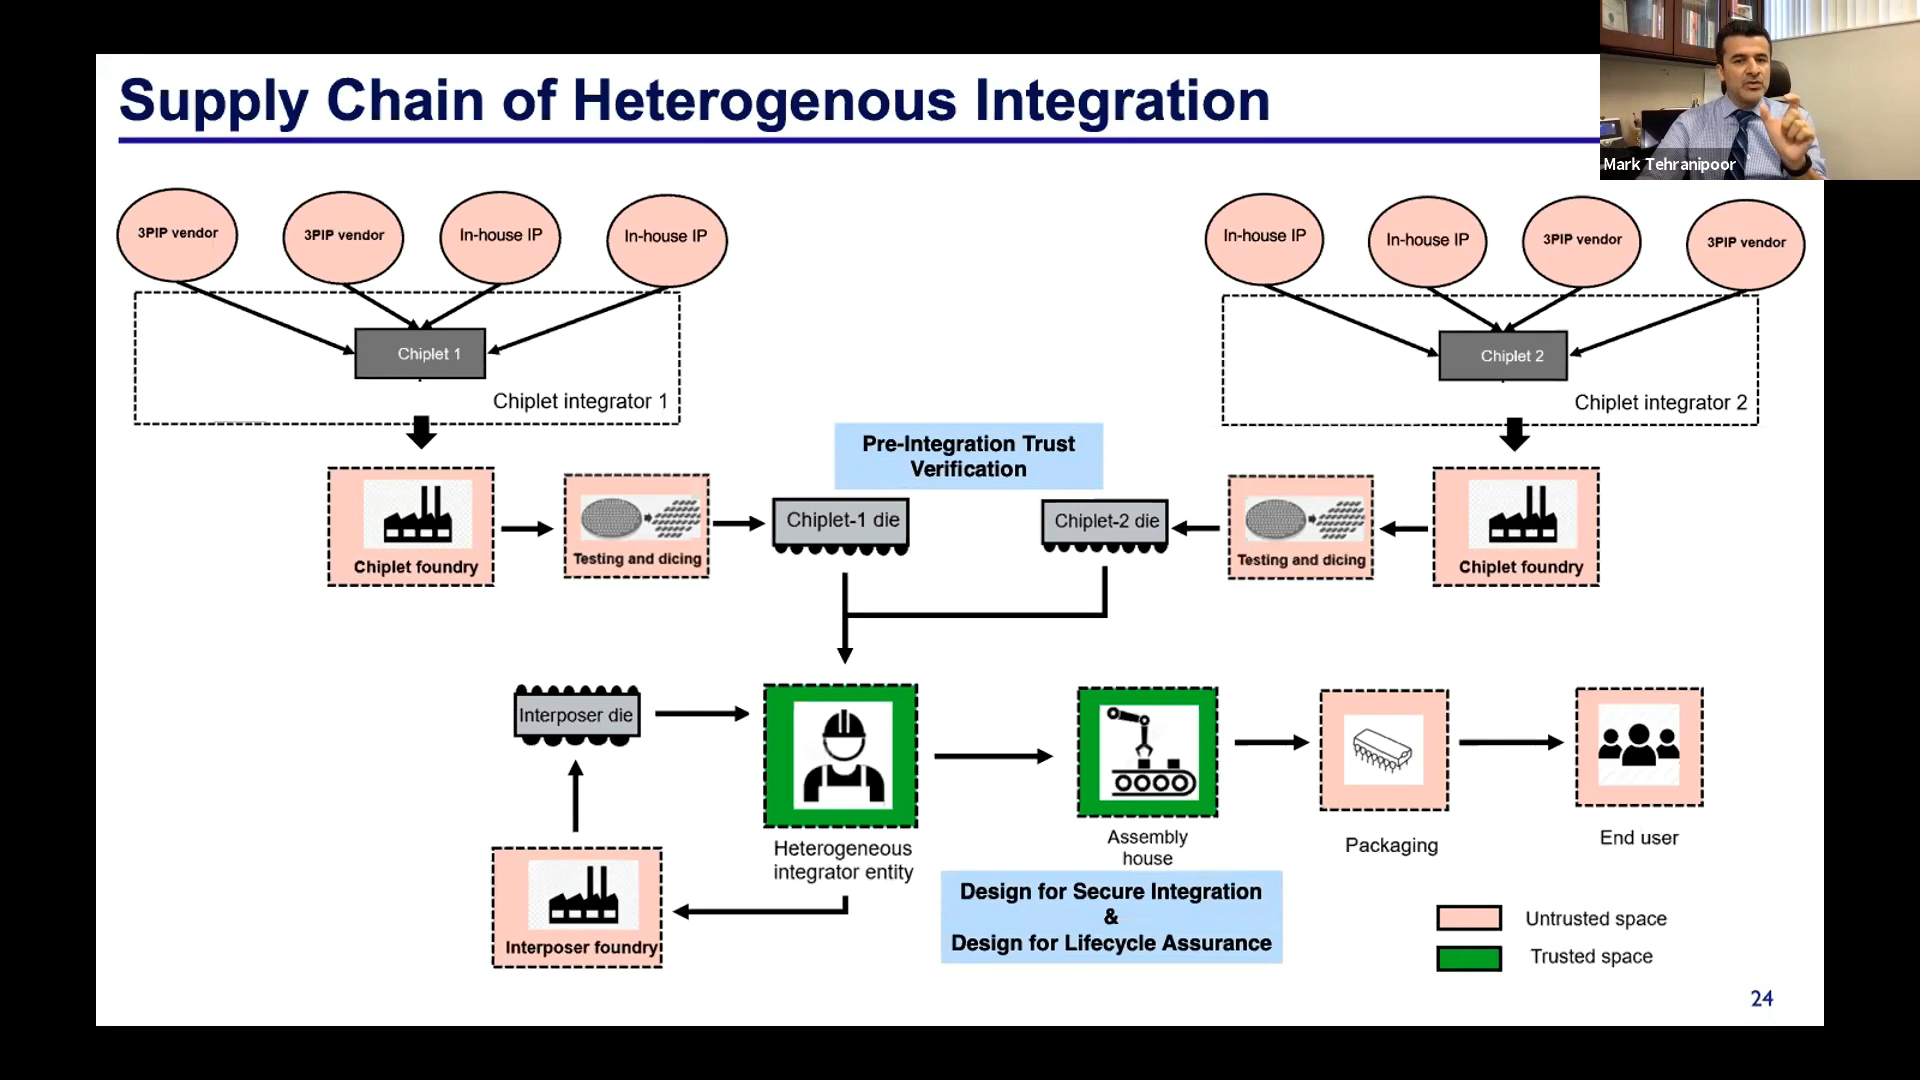 Supply Chain of Heterogenous Integration
Mark Tehranipoor
3PIP vendor
3PIP vendor
In-house IP
In-house IP
In-house IP
In-house IP
3PIP vendor
3PIP vendor
Chiplet 1
Chiplet integrator 1
Chiplet 2
Chiplet integrator 2
Pre-Integration Trust
Verification
Chiplet foundry
Testing and dicing
Chiplet-1 die
Chiplet-2 die
Testing and dicing
Chiplet foundry
Interposer die
Heterogeneous
integrator entity
Assembly
house
Packaging
End user
Interposer foundry
Design for Secure Integration
&
Design for Lifecycle Assurance
Untrusted space
Trusted space
24